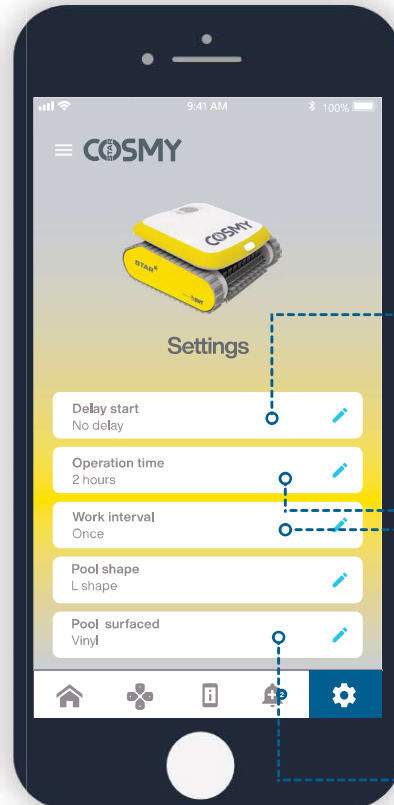 9:41 AM
100%
COSMY
STAR
COSMY
STAR+
Settings
Delay start
No delay
Operation time
2 hours
Work interval
Once
Pool shape
L shape
Pool surfaced
Vinyl
2